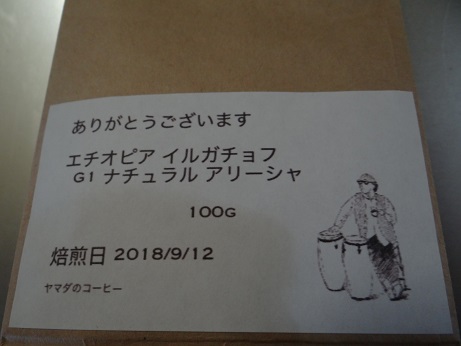 ありがとうございます
エチオピア イルガチョフ
G1 ナチュラル アリーシャ
100G
焙煎日 2018/9/12
ヤマダのコーヒー